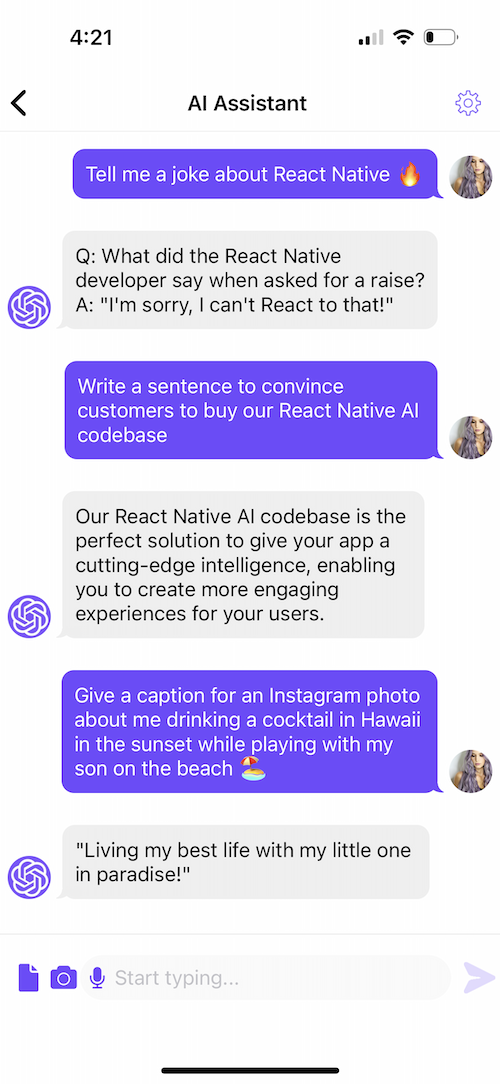 4:21
AI Assistant
Tell me a joke about React Native 🔥
Q: What did the React Native
developer say when asked for a raise?
A: "I'm sorry, I can't React to that!"
Write a sentence to convince
customers to buy our React Native AI
codebase
Our React Native AI codebase is the
perfect solution to give your app a
cutting-edge intelligence, enabling
you to create more engaging
experiences for your users.
Give a caption for an Instagram photo
about me drinking a cocktail in Hawaii
in the sunset while playing with my
son on the beach 🏖️
"Living my best life with my little one
in paradise!"
Start typing...